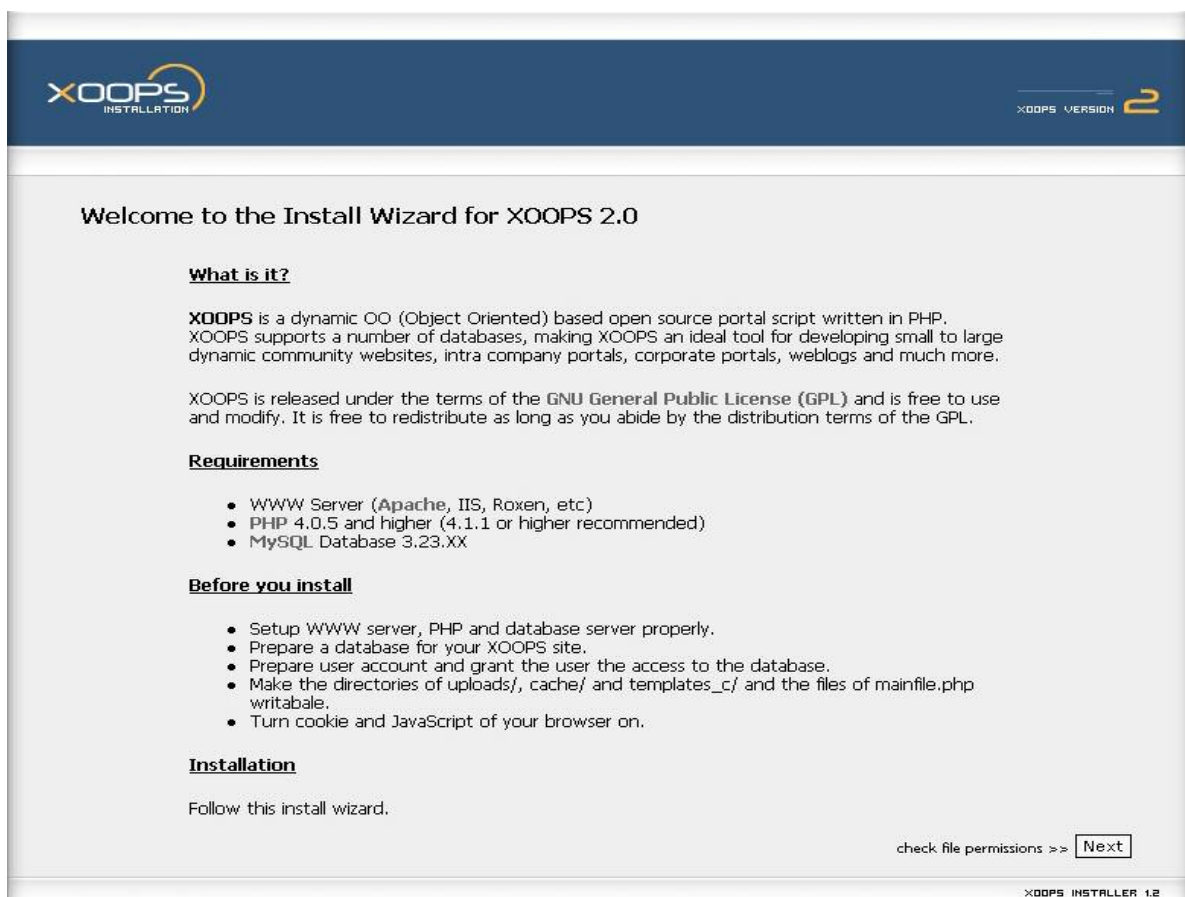 XOOPS
INSTALLATION
XOOPS VERSION 2
Welcome to the Install Wizard for XOOPS 2.0
What is it?
XOOPS is a dynamic OO (Object Oriented) based open source portal script written in PHP.
XOOPS supports a number of databases, making XOOPS an ideal tool for developing small to large
dynamic community websites, intra company portals, corporate portals, weblogs and much more.
XOOPS is released under the terms of the GNU General Public License (GPL) and is free to use
and modify. It is free to redistribute as long as you abide by the distribution terms of the GPL.
Requirements
• WWW Server (Apache, IIS, Roxen, etc)
• PHP 4.0.5 and higher (4.1.1 or higher recommended)
• MySQL Database 3.23.XX
Before you install
• Setup WWW server, PHP and database server properly.
• Prepare a database for your XOOPS site.
• Prepare user account and grant the user the access to the database.
• Make the directories of uploads/, cache/ and templates_c/ and the files of mainfile.php
writabale.
• Turn cookie and JavaScript of your browser on.
Installation
Follow this install wizard.
check file permissions >> Next
XOOPS INSTALLER 1.2